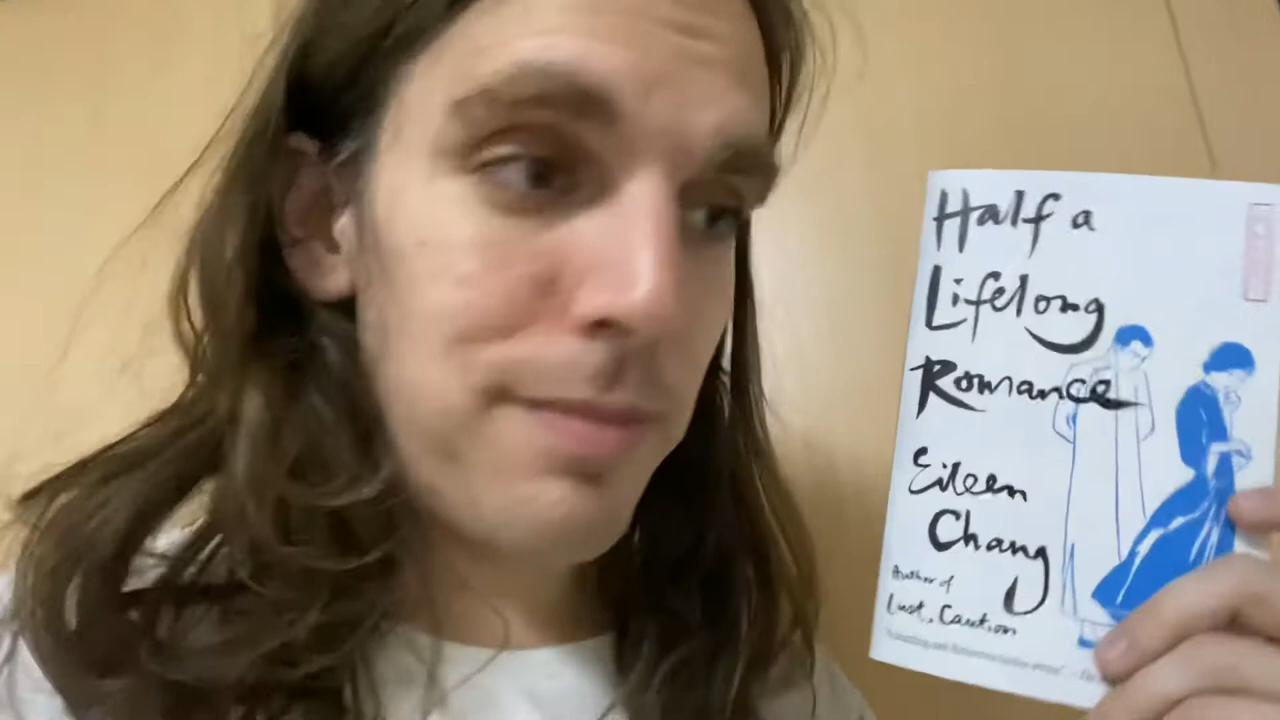 Half a
Lifelong
Romance
Eileen
Chang
Author of
Lust, Caution